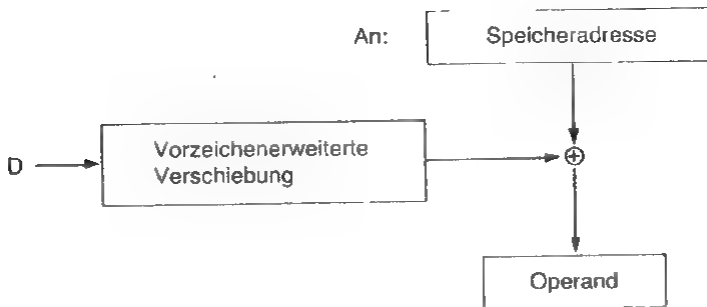 An:
Speicheradresse
D
Vorzeichenerweiterte
Verschiebung
Operand